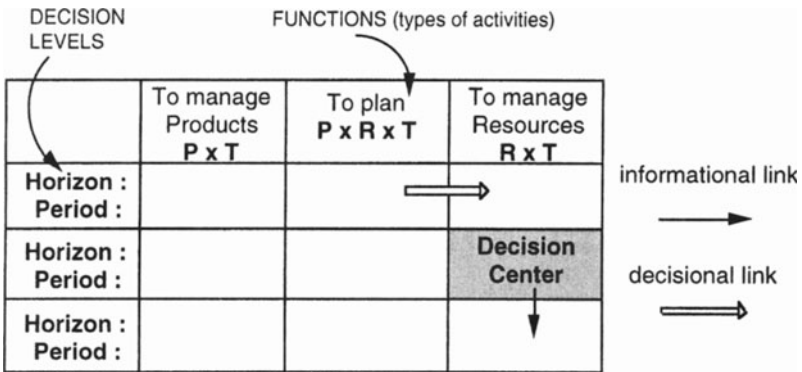 DECISION
LEVELS
FUNCTIONS (types of activities)
To manage
Products
P x T
To plan
P x R x T
To manage
Resources
R x T
Horizon :
Period :
Horizon :
Period :
Decision
Center
Horizon :
Period :
informational link
decisional link